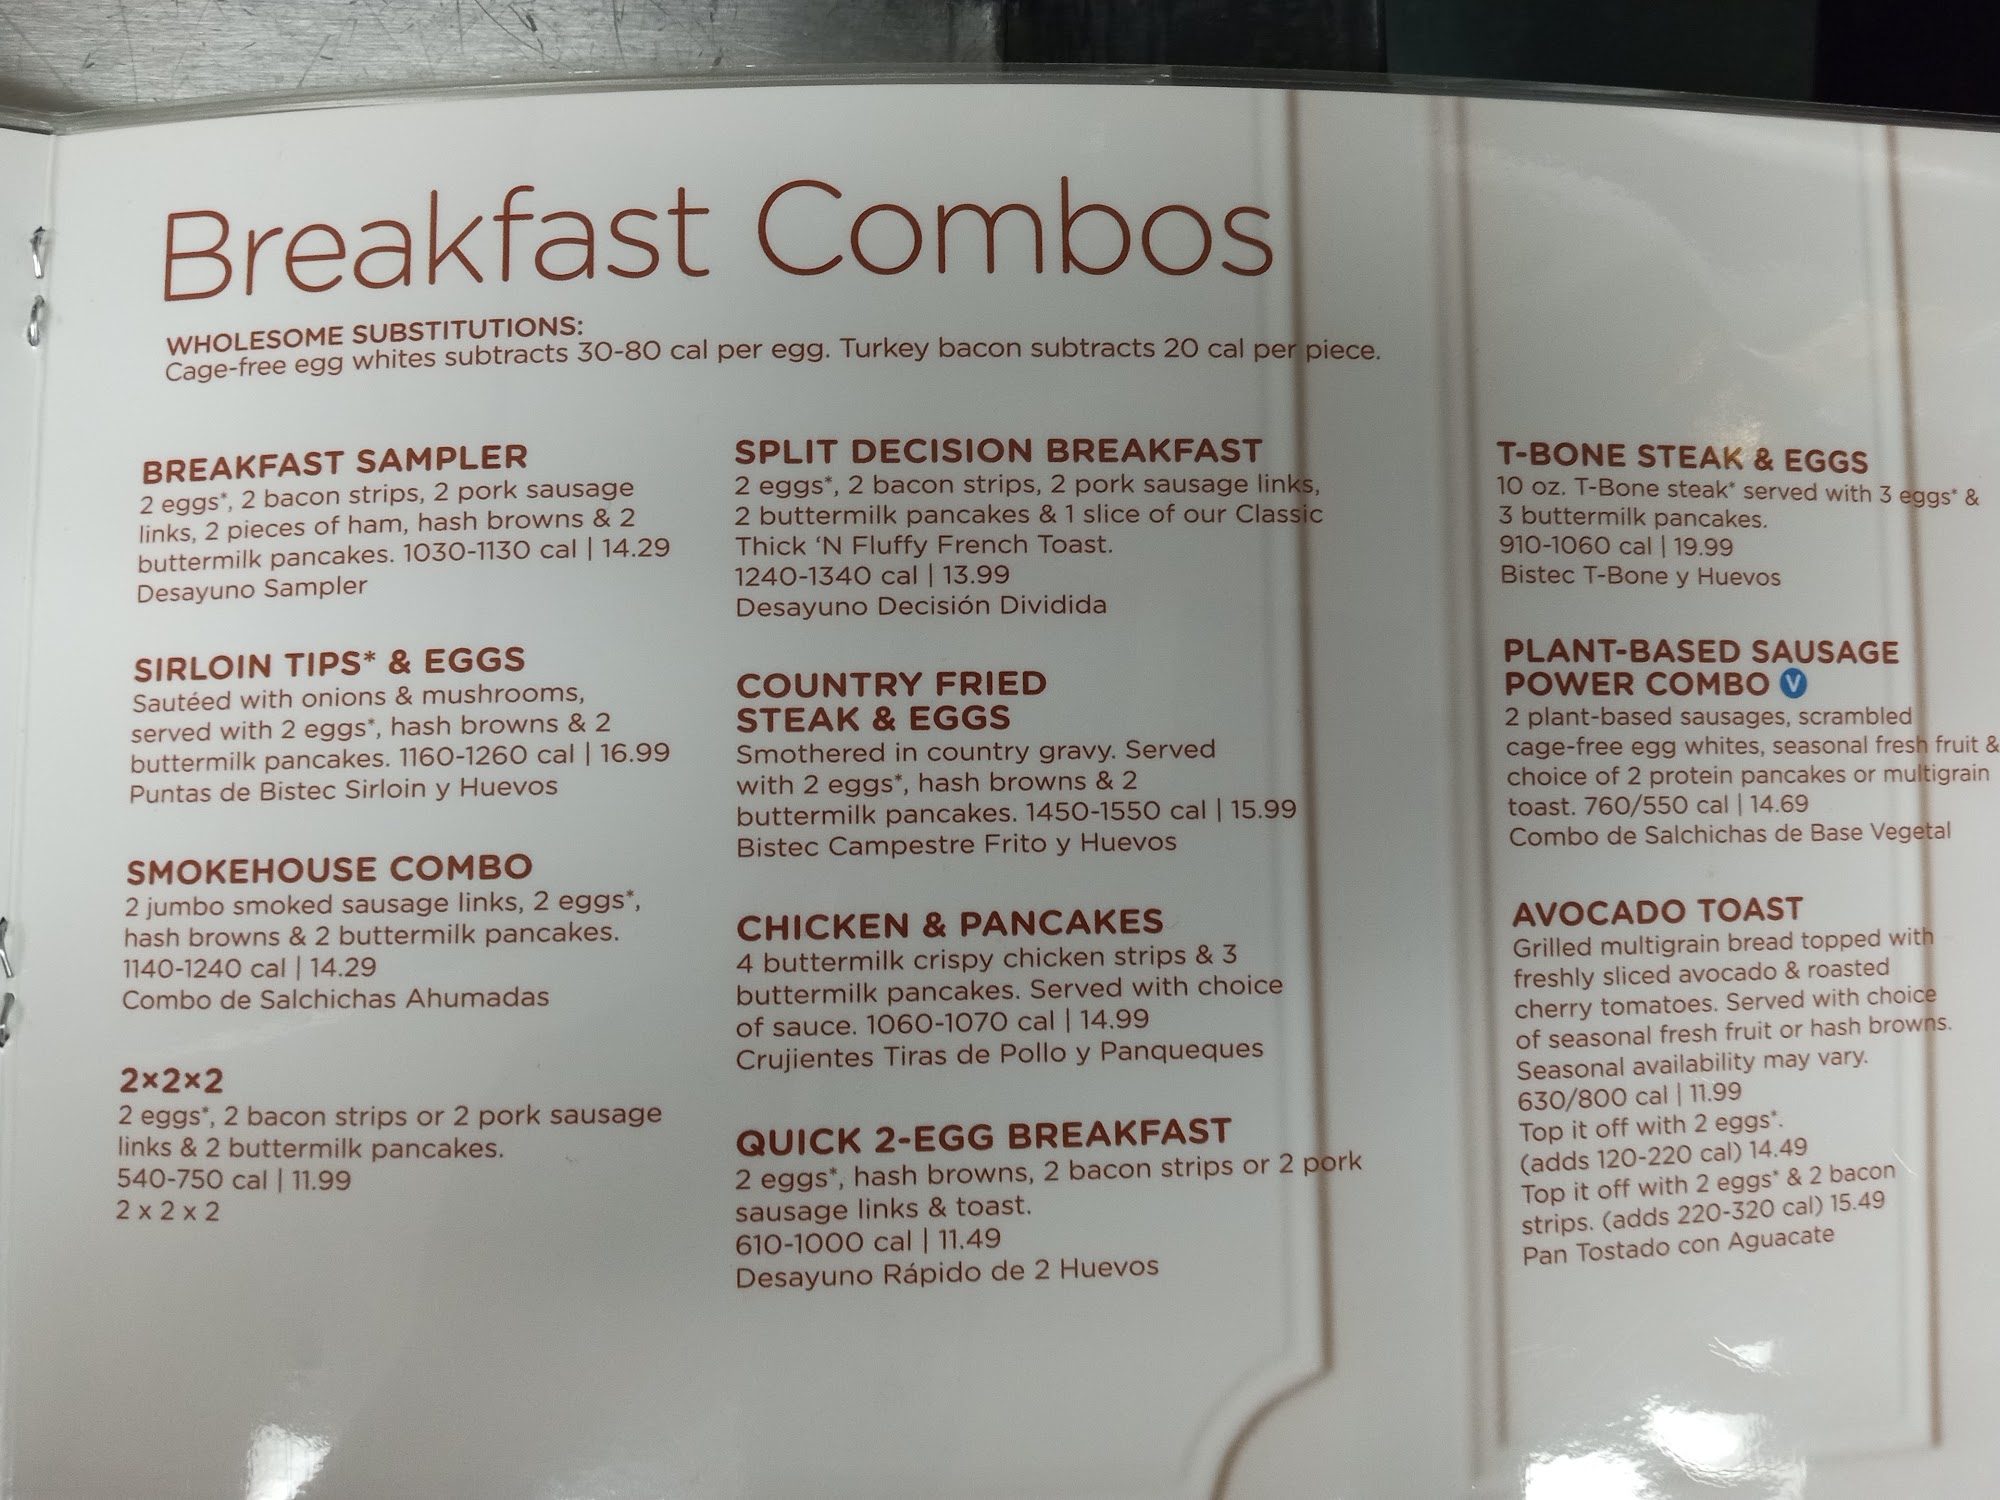 Breakfast Combos
WHOLESOME SUBSTITUTIONS:
Cage-free egg whites subtracts 30-80 cal per egg. Turkey bacon subtracts 20 cal per piece.
BREAKFAST SAMPLER
2 eggs*, 2 bacon strips, 2 pork sausage
links, 2 pieces of ham, hash browns & 2
buttermilk pancakes. 1030-1130 cal | 14.29
Desayuno Sampler
SIRLOIN TIPS* & EGGS
Sautéed with onions & mushrooms,
served with 2 eggs*, hash browns & 2
buttermilk pancakes. 1160-1260 cal | 16.99
Puntas de Bistec Sirloin y Huevos
SMOKEHOUSE COMBO
2 jumbo smoked sausage links, 2 eggs*,
hash browns & 2 buttermilk pancakes.
1140-1240 cal | 14.29
Combo de Salchichas Ahumadas
2×2×2
2 eggs*, 2 bacon strips or 2 pork sausage
links & 2 buttermilk pancakes.
540-750 cal | 11.99
2 x 2 x 2
SPLIT DECISION BREAKFAST
2 eggs*, 2 bacon strips, 2 pork sausage links,
2 buttermilk pancakes & 1 slice of our Classic
Thick ‘N Fluffy French Toast.
1240-1340 cal | 13.99
Desayuno Decisión Dividida
COUNTRY FRIED
STEAK & EGGS
Smothered in country gravy. Served
with 2 eggs*, hash browns & 2
buttermilk pancakes. 1450-1550 cal | 15.99
Bistec Campestre Frito y Huevos
CHICKEN & PANCAKES
4 buttermilk crispy chicken strips & 3
buttermilk pancakes. Served with choice
of sauce. 1060-1070 cal | 14.99
Crujientes Tiras de Pollo y Panqueques
QUICK 2-EGG BREAKFAST
2 eggs*, hash browns, 2 bacon strips or 2 pork
sausage links & toast.
610-1000 cal | 11.49
Desayuno Rápido de 2 Huevos
T-BONE STEAK & EGGS
10 oz. T-Bone steak* served with 3 eggs* &
3 buttermilk pancakes.
910-1060 cal | 19.99
Bistec T-Bone y Huevos
PLANT-BASED SAUSAGE
POWER COMBO V
2 plant-based sausages, scrambled
cage-free egg whites, seasonal fresh fruit &
choice of 2 protein pancakes or multigrain
toast. 760/550 cal | 14.69
Combo de Salchichas de Base Vegetal
AVOCADO TOAST
Grilled multigrain bread topped with
freshly sliced avocado & roasted
cherry tomatoes. Served with choice
of seasonal fresh fruit or hash browns.
Seasonal availability may vary.
630/800 cal | 11.99
Top it off with 2 eggs*.
(adds 120-220 cal) 14.49
Top it off with 2 eggs* & 2 bacon
strips. (adds 220-320 cal) 15.49
Pan Tostado con Aguacate